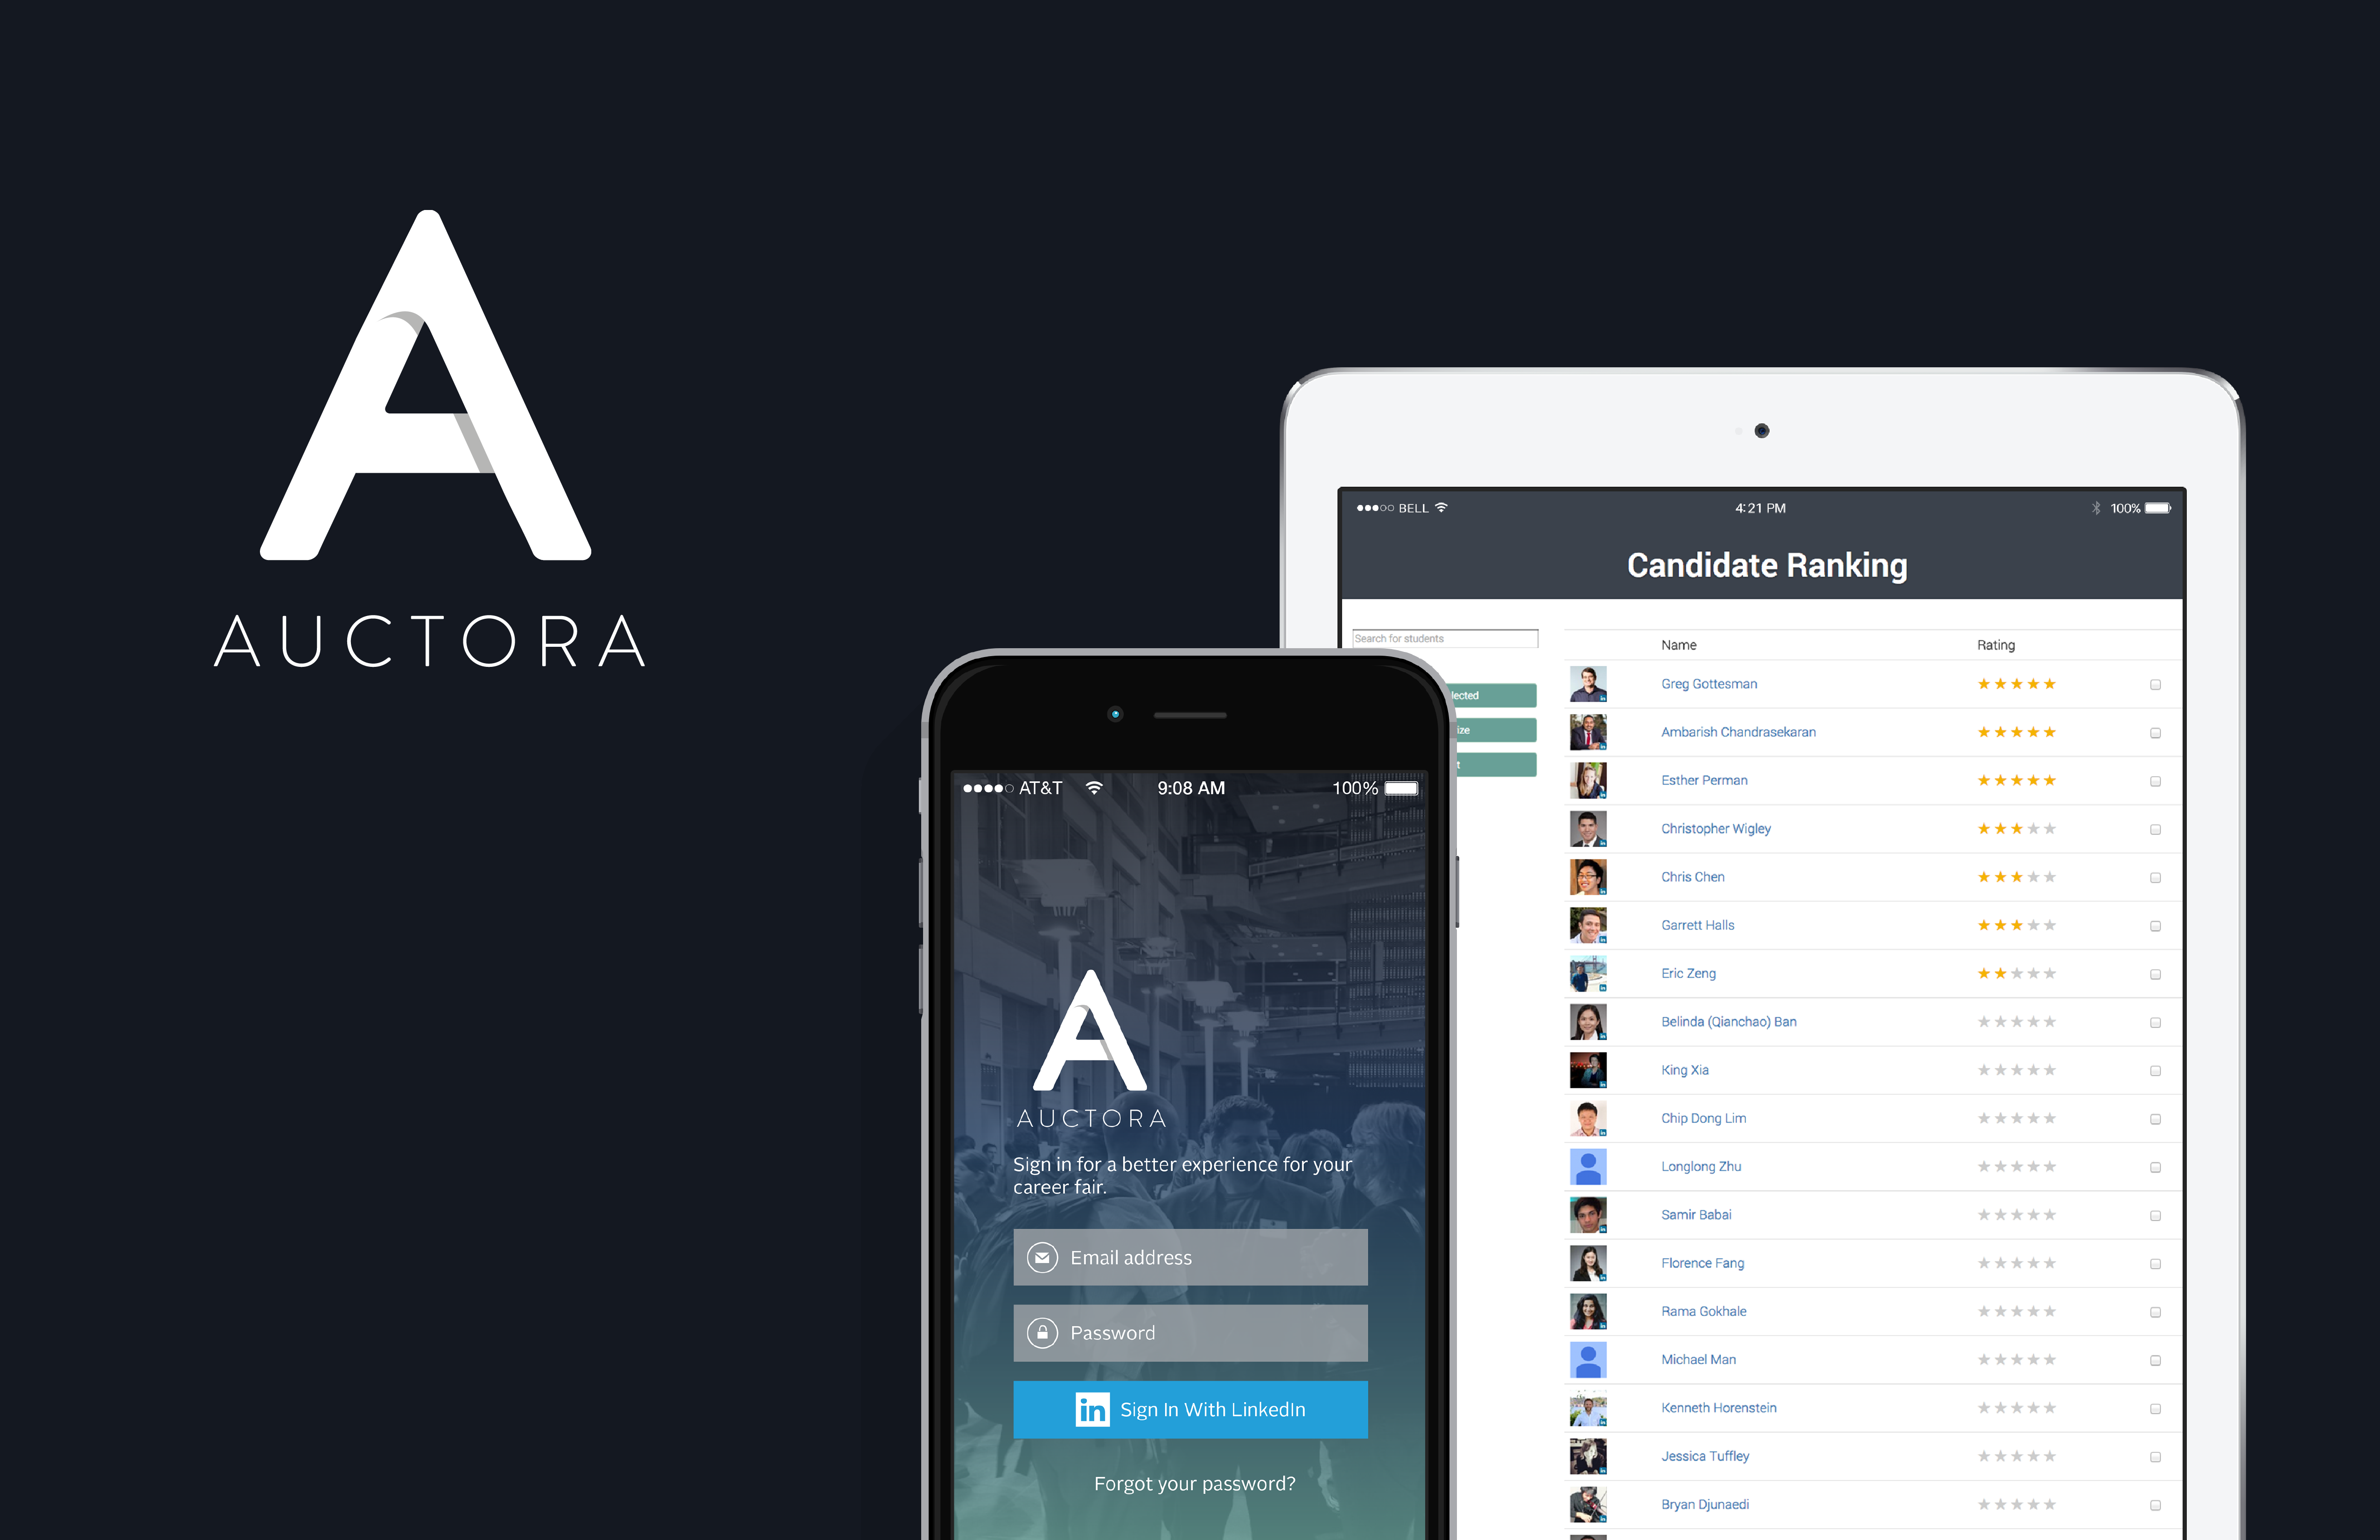 AUCTORA
BELL 4:21 PM 100%
Candidate Ranking
Search for students
Name Rating
Greg Gottesman
Ambarish Chandrasekaran
Esther Perman
Christopher Wigley
Chris Chen
Garrett Halls
Eric Zeng
Belinda (Qianchao) Ban
King Xia
Chip Dong Lim
Longlong Zhu
Samir Babai
Florence Fang
Rama Gokhale
Michael Man
Kenneth Horenstein
Jessica Tuffley
Bryan Djunaedi
AT&T 9:08 AM 100%
AUCTORA
Sign in for a better experience for your
career fair.
Email address
Password
in Sign In With LinkedIn
Forgot your password?